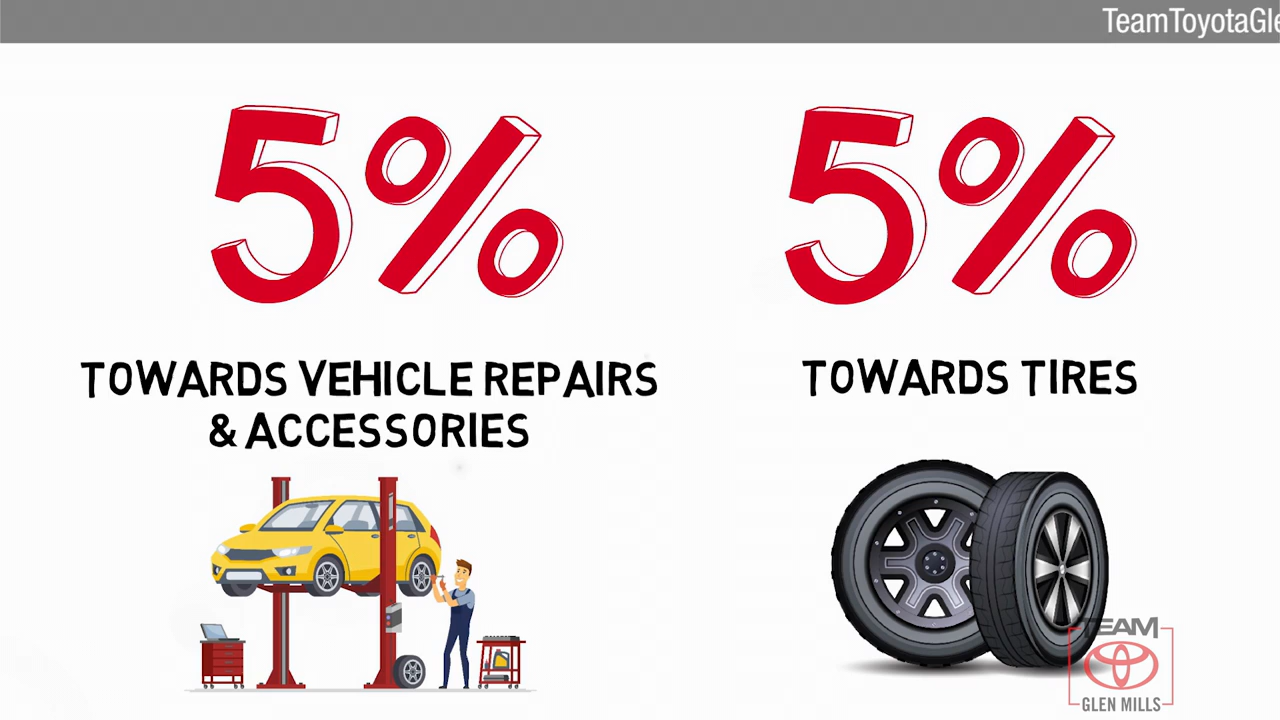 TeamToyotaGle
5% 5%
TOWARDS VEHICLE REPAIRS
& ACCESSORIES
TOWARDS TIRES
TEAM
GLEN MILLS